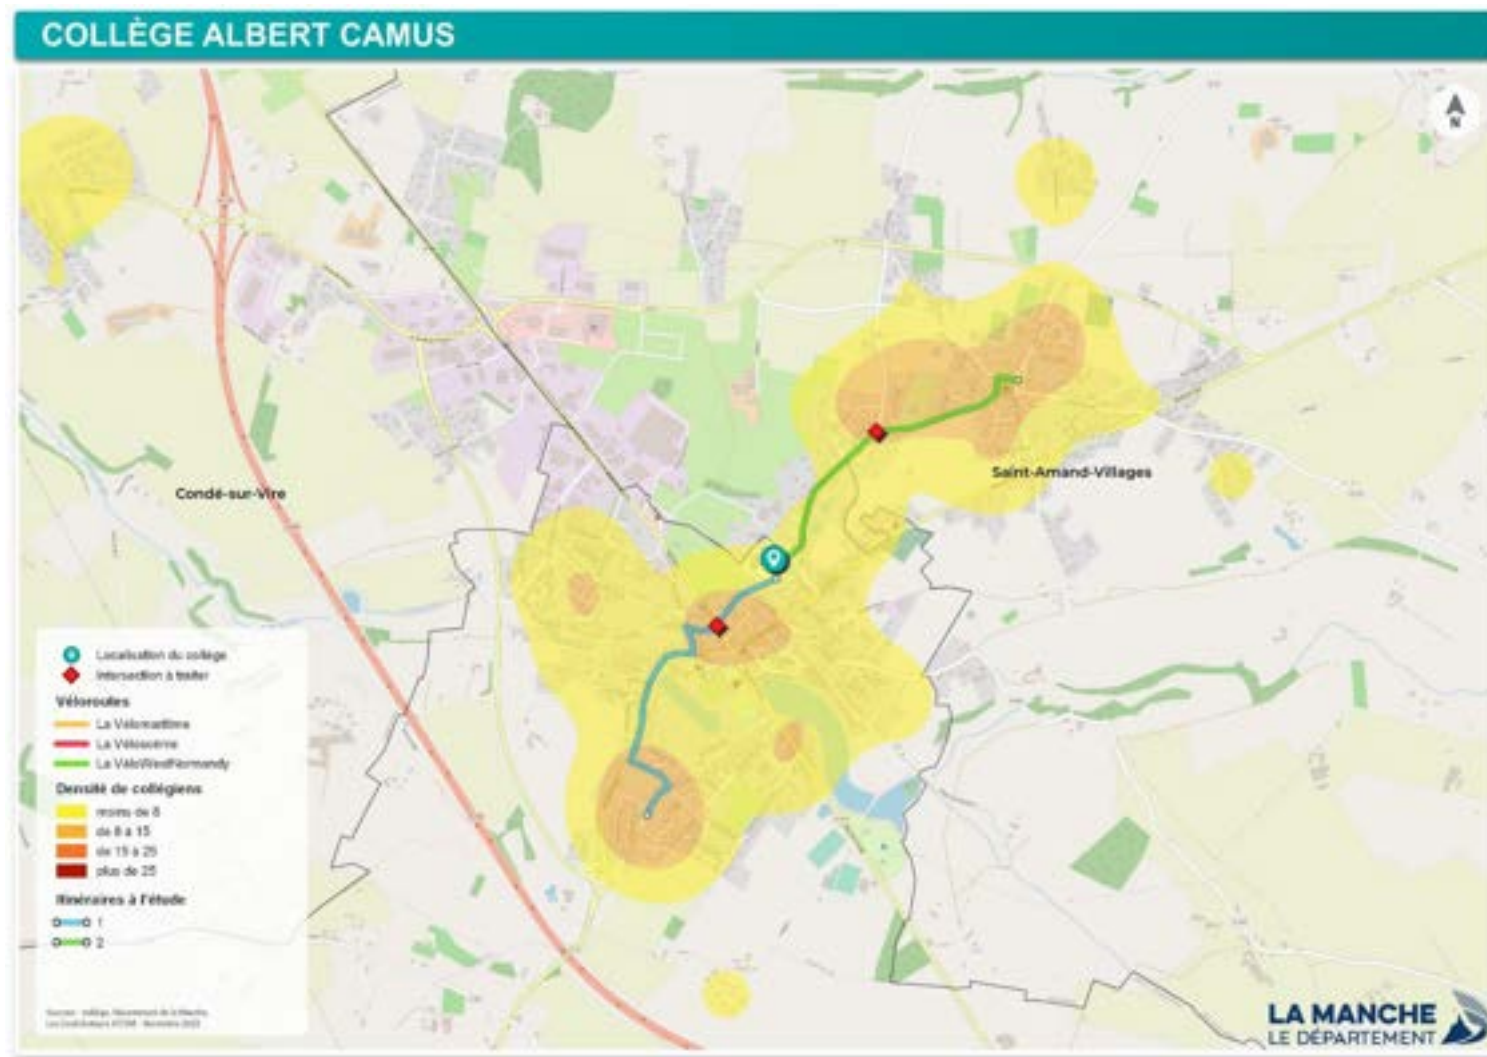 COLLÈGE ALBERT CAMUS
N
Condé-sur-Vire
Saint-Amand-Villages
Localisation du collège
Intersection à traiter
Véloroutes
La Vélomaritime
La Véloscénie
La VéloWestNormandy
Densité de collégiens
moins de 8
de 8 à 15
de 15 à 25
plus de 25
Itinéraires à l'étude
1
2
LA MANCHE
LE DÉPARTEMENT